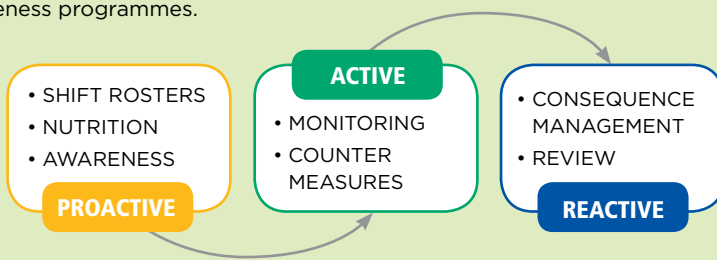 eness programmes.
• SHIFT ROSTERS
• NUTRITION
• AWARENESS
PROACTIVE
ACTIVE
• MONITORING
• COUNTER
MEASURES
• CONSEQUENCE
MANAGEMENT
• REVIEW
REACTIVE